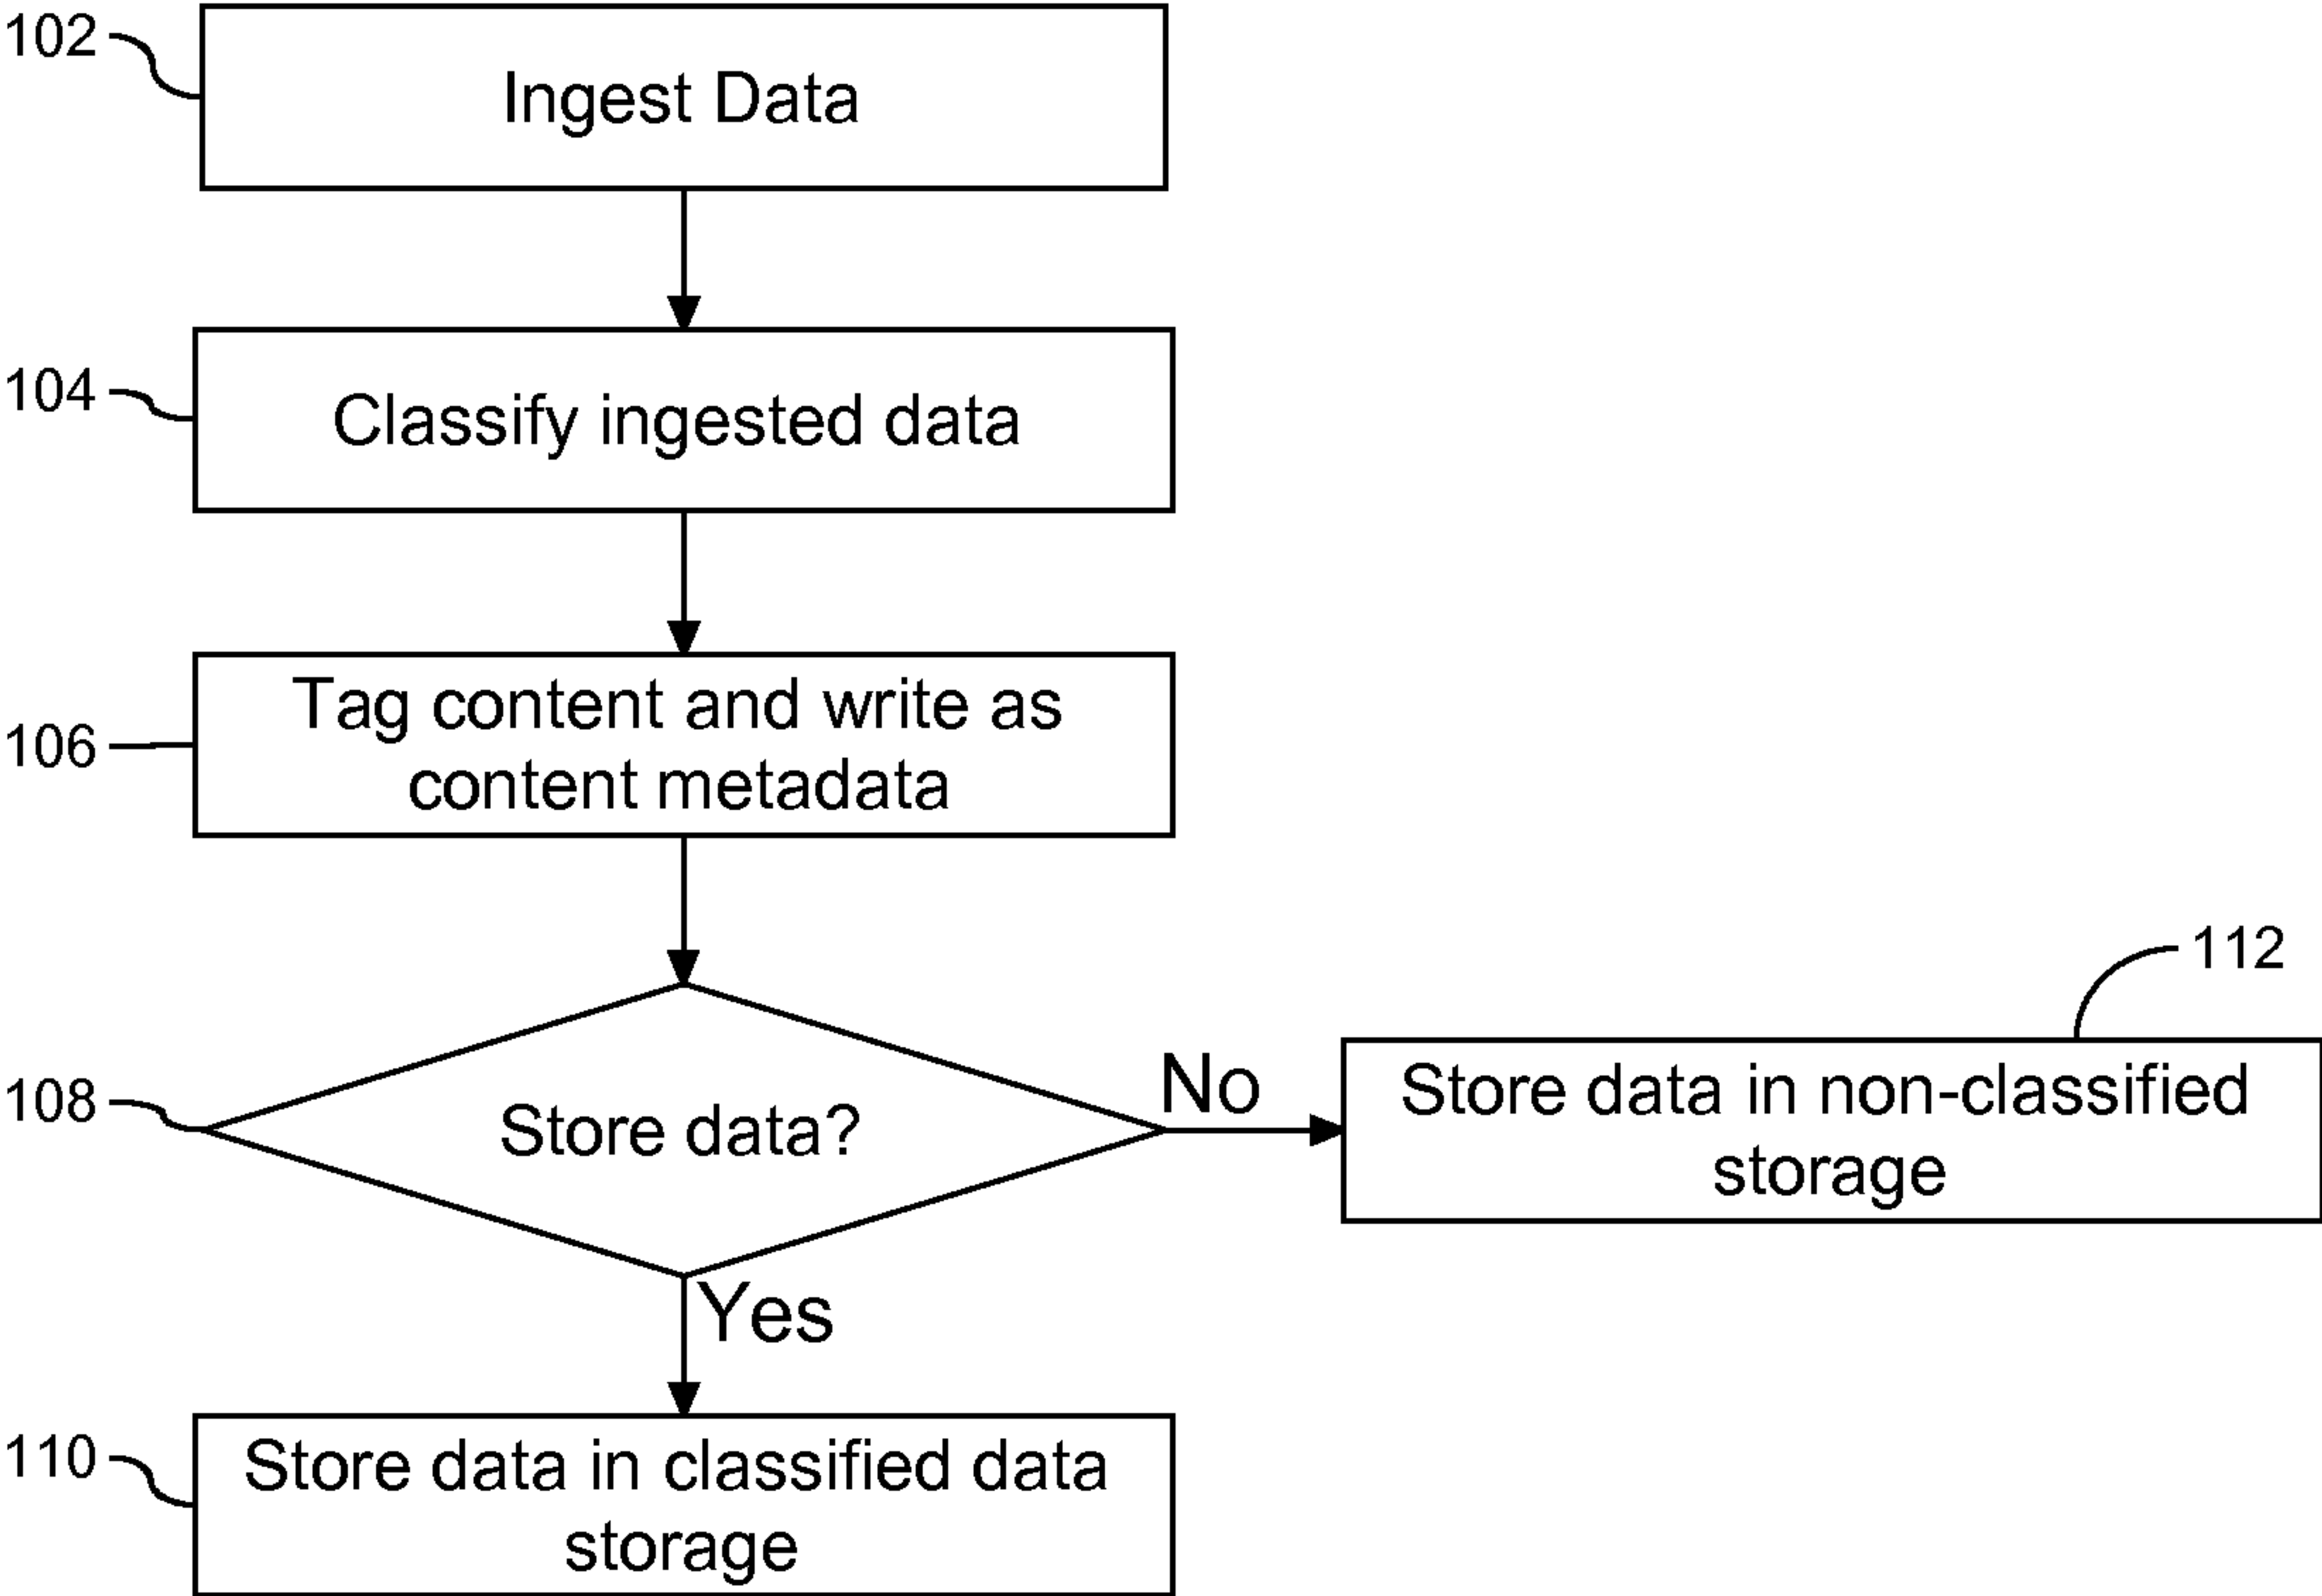 102
Ingest Data
104
Classify ingested data
106
Tag content and write as
content metadata
108
Store data?
No
112
Store data in non-classified
storage
Yes
110
Store data in classified data
storage